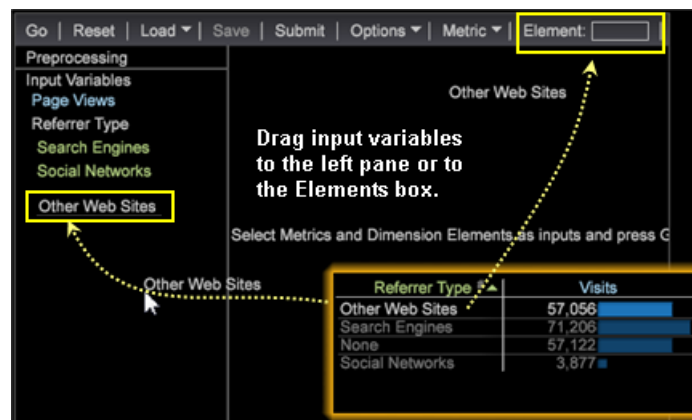 Go | Reset | Load ▼ | Save | Submit | Options ▼ | Metric ▼ | Element:
Preprocessing
Input Variables
Page Views
Referrer Type
Search Engines
Social Networks
Other Web Sites
Other Web Sites
Drag input variables
to the left pane or to
the Elements box.
Select Metrics and Dimension Elements as inputs and press G
Other Web Sites
Referrer Type Visits
Other Web Sites 57,056
Search Engines 71,206
None 57,122
Social Networks 3,877